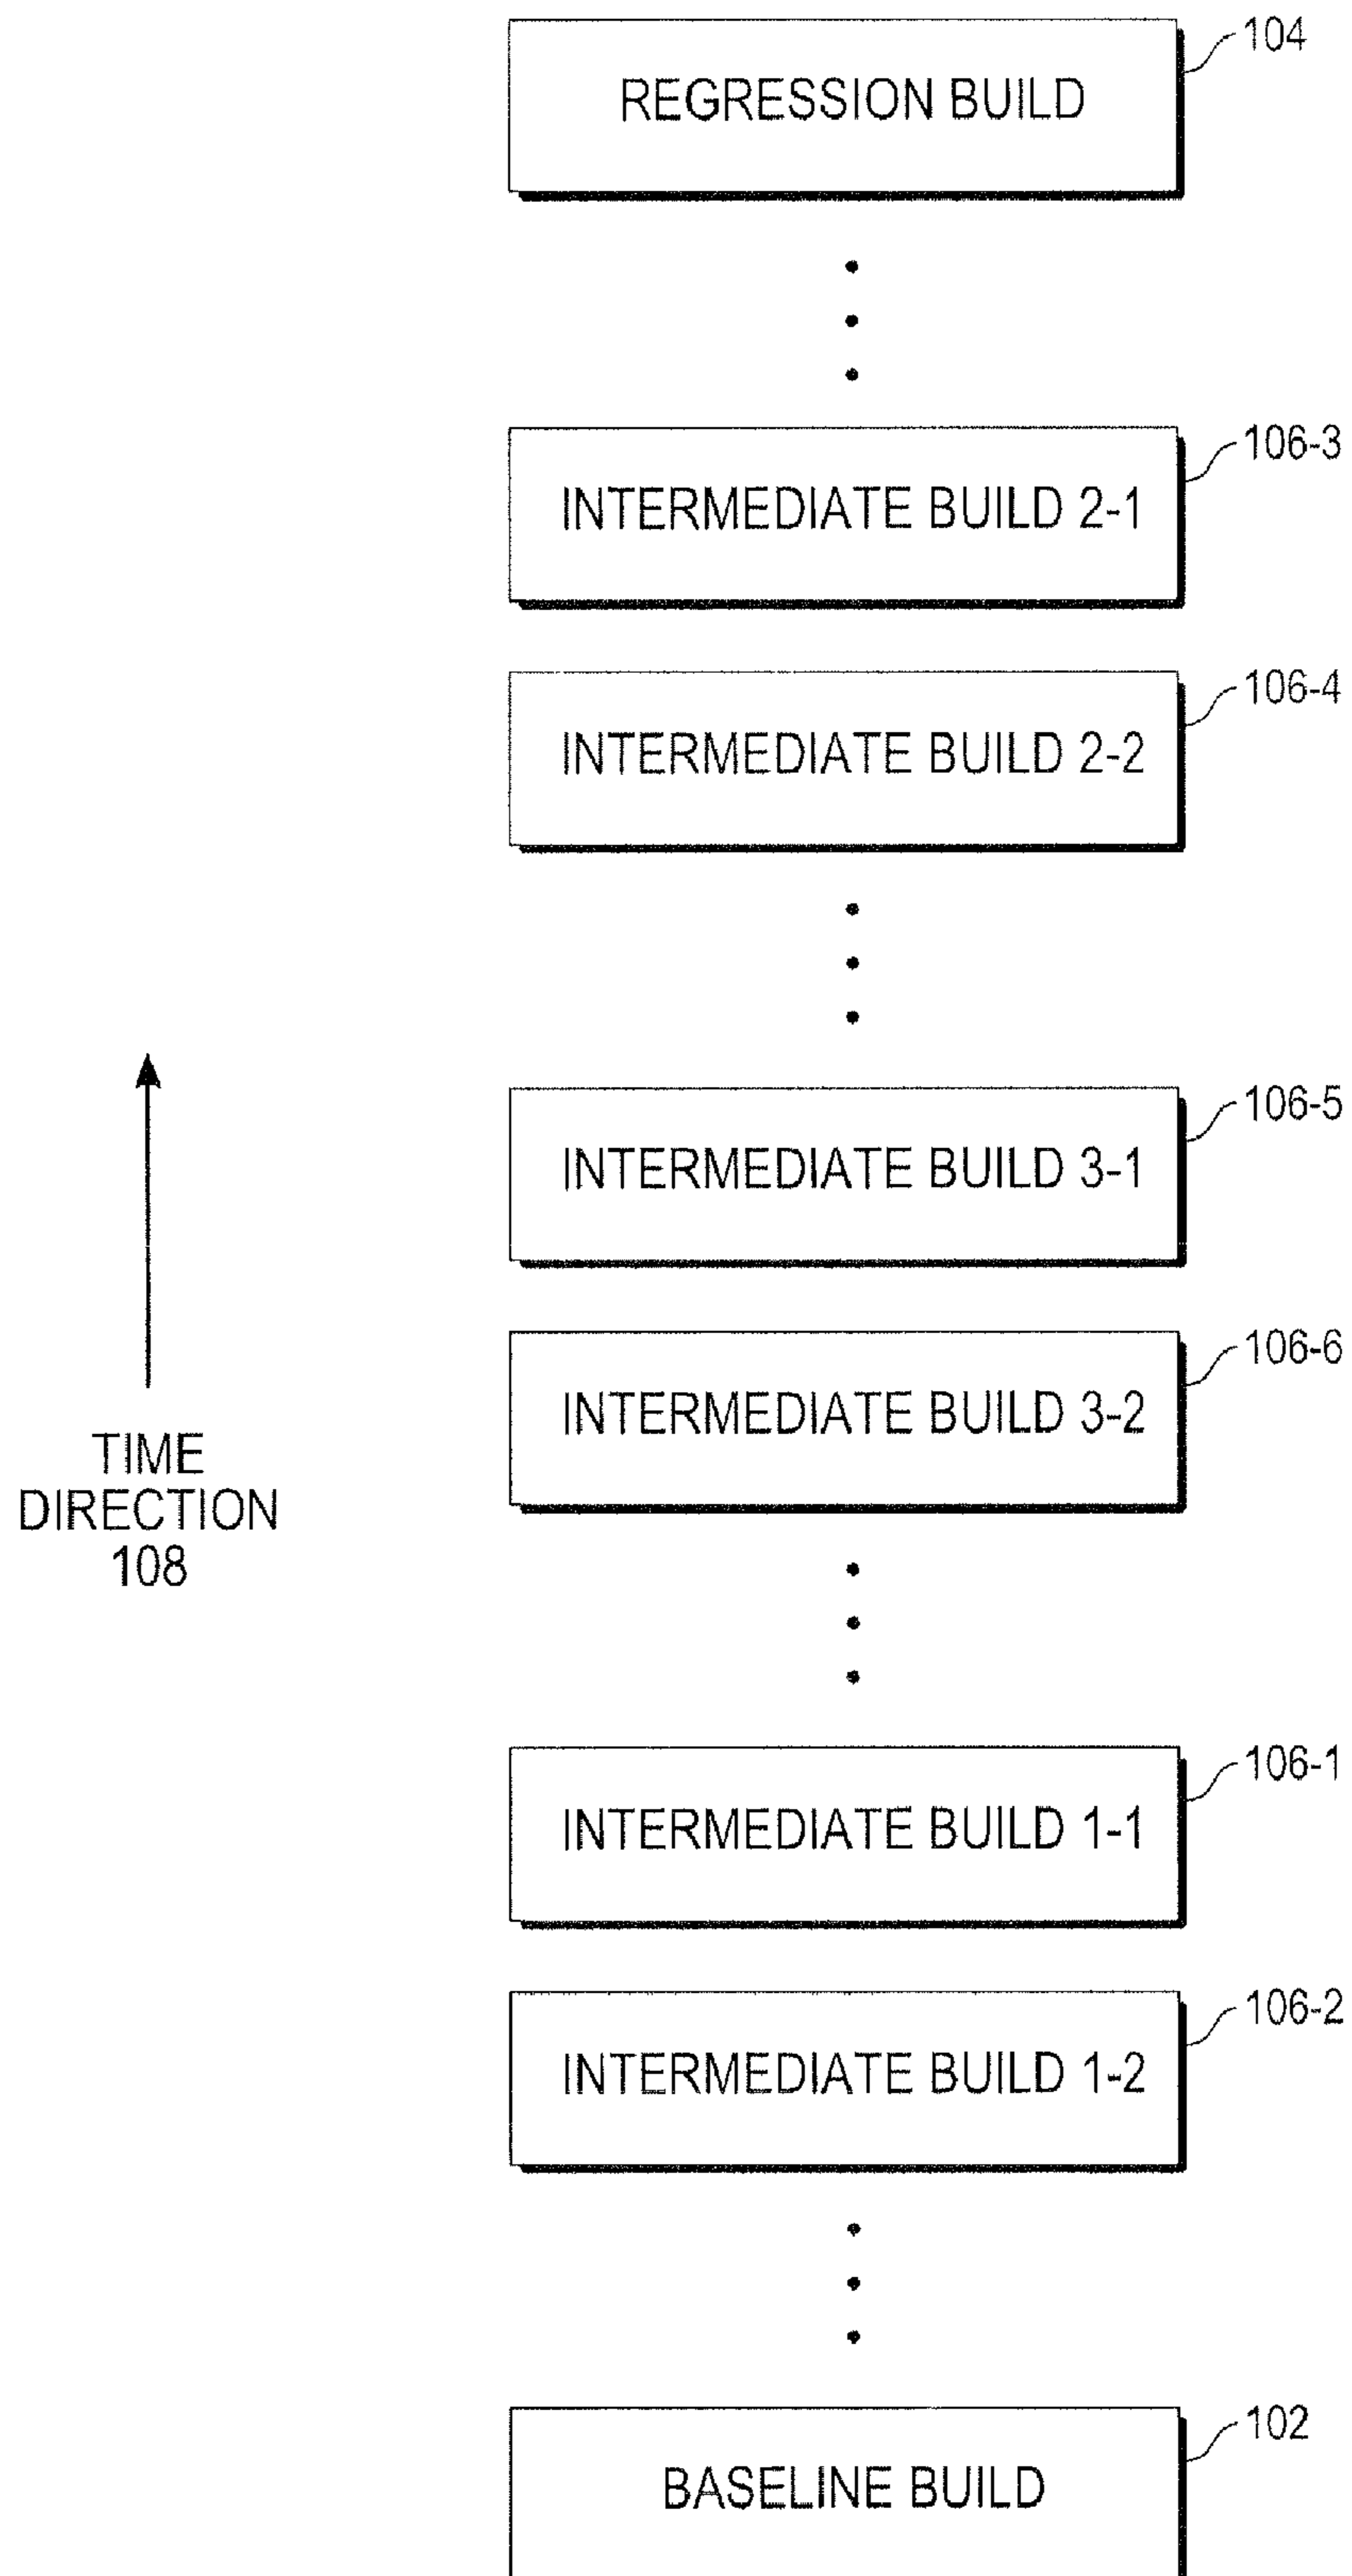 104
REGRESSION BUILD
106-3
INTERMEDIATE BUILD 2-1
106-4
INTERMEDIATE BUILD 2-2
106-5
INTERMEDIATE BUILD 3-1
106-6
INTERMEDIATE BUILD 3-2
TIME
DIRECTION
108
106-1
INTERMEDIATE BUILD 1-1
106-2
INTERMEDIATE BUILD 1-2
102
BASELINE BUILD